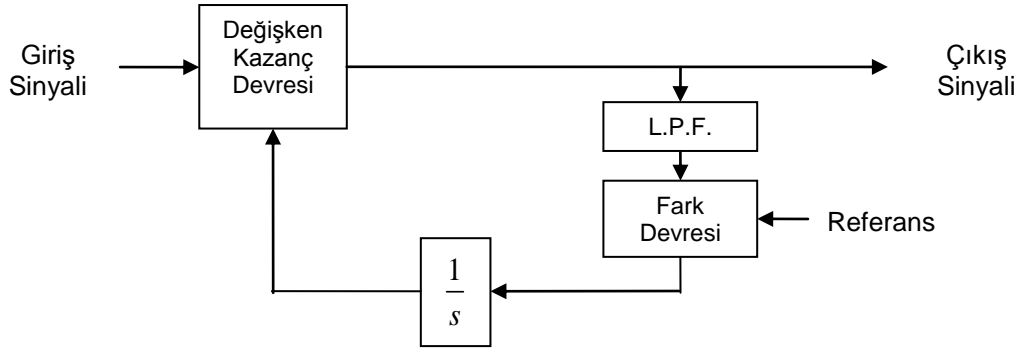 Giriş
Sinyali
Değişken
Kazanç
Devresi
Çıkış
Sinyali
L.P.F.
Fark
Devresi
Referans
1
s